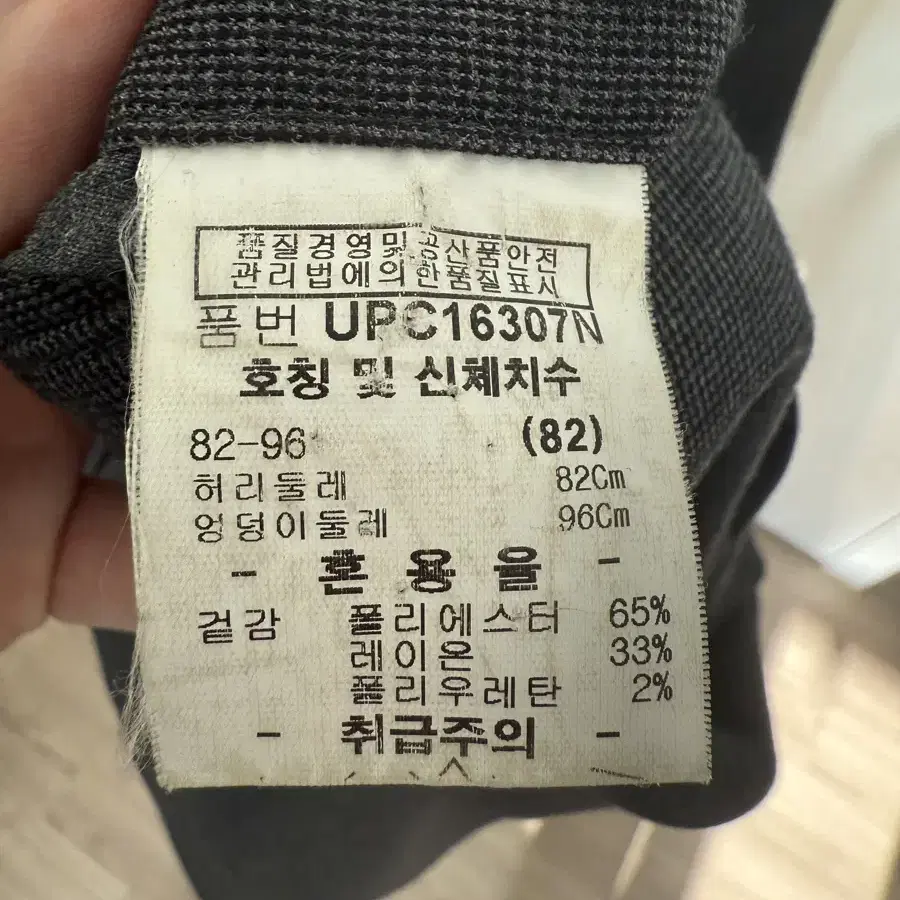 품질경영및공산품안전
관리법에의한품질표시
품번 UPC16307N
호칭 및 신체치수
82-96 (82)
허리둘레 82Cm
엉덩이둘레 96Cm
- 혼용율 -
겉감 폴리에스터 65%
레이온 33%
폴리우레탄 2%
- 취급주의 -